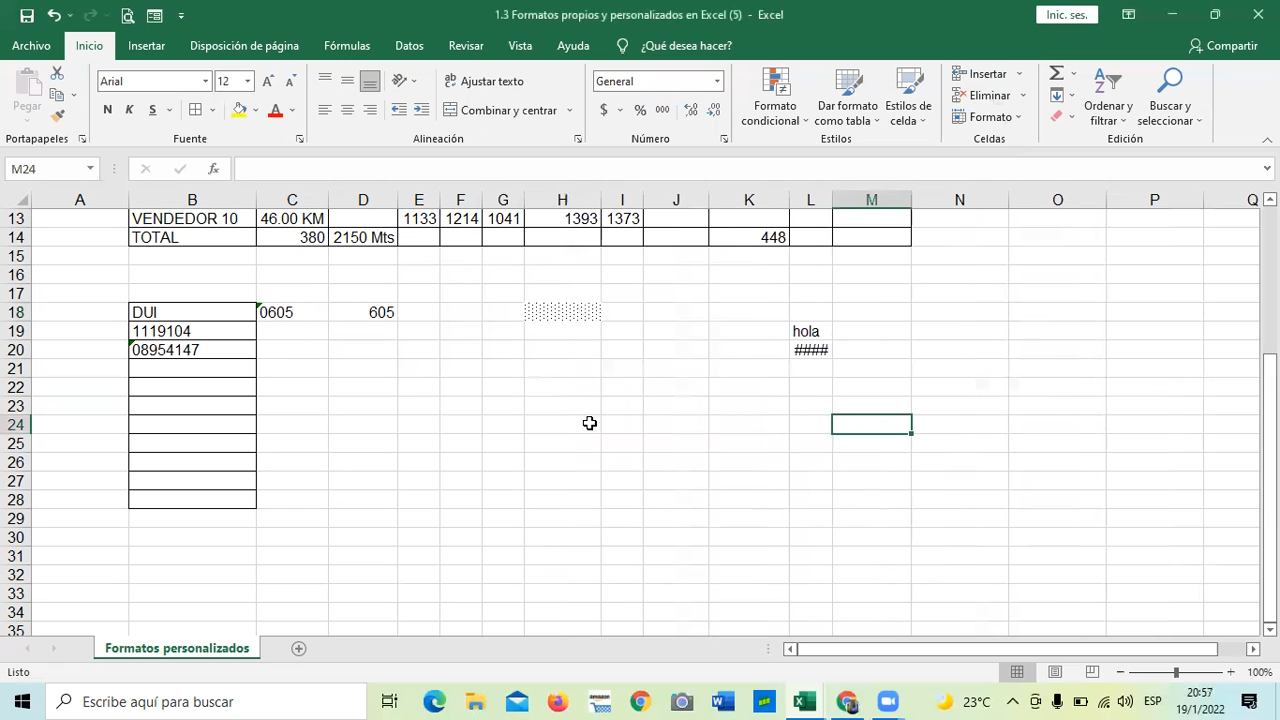 1.3 Formatos propios y personalizados en Excel (5) - Excel
Inic. ses.
Archivo Inicio Insertar Disposición de página Fórmulas Datos Revisar Vista Ayuda ¿Qué desea hacer? Compartir
Pegar
Arial 12
N K S
Ajustar texto
Combinar y centrar
General
$ % 000
Formato condicional
Dar formato como tabla
Estilos de celda
Insertar
Eliminar
Formato
Ordenar y filtrar
Buscar y seleccionar
Portapapeles Fuente Alineación Número Estilos Celdas Edición
M24 fx
A B C D E F G H I J K L M N O P Q
13 VENDEDOR 10 46.00 KM 1133 1214 1041 1393 1373
14 TOTAL 380 2150 Mts 448
15
16
17
18 DUI 0605 605
19 1119104 hola
20 08954147 ####
21
22
23
24
25
26
27
28
29
30
31
32
33
34
35
Formatos personalizados
Listo 100%
Escribe aquí para buscar
23°C ESP 20:57
19/1/2022